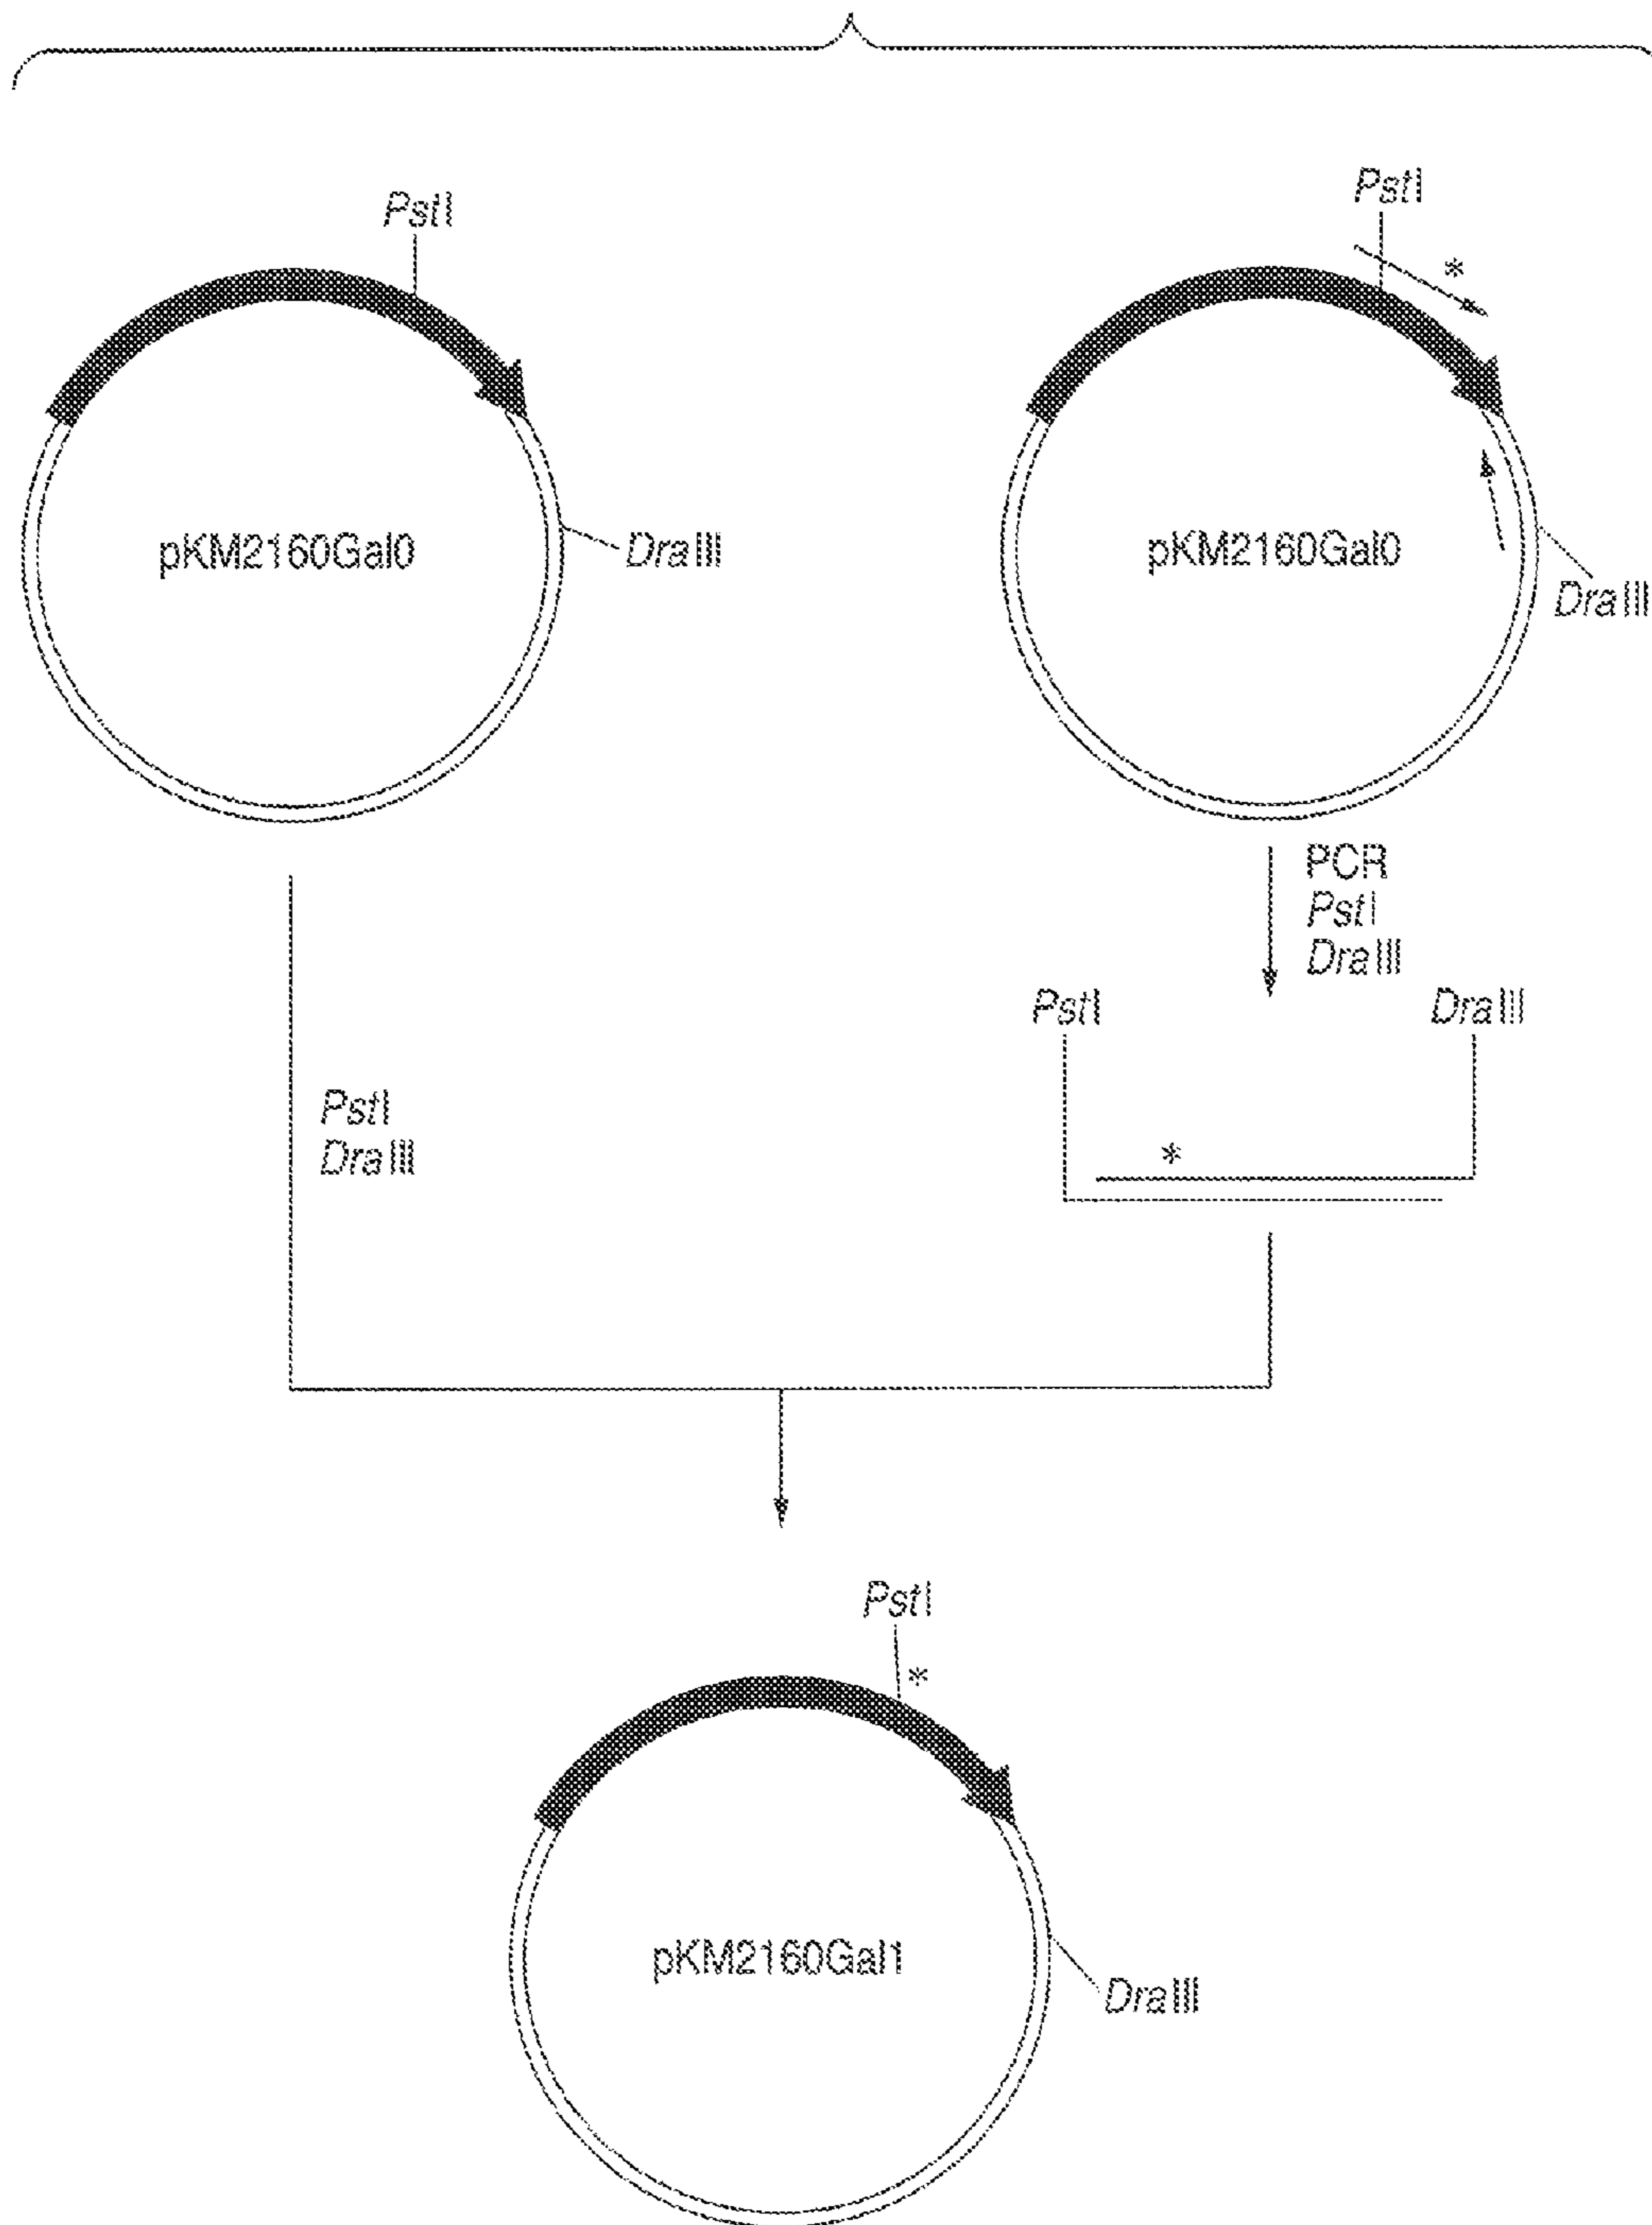 PstI
PstI
*
pKM2160Gal0
DraIII
pKM2160Gal0
DraIII
PCR
PstI
DraIII
PstI
DraIII
PstI
DraIII
*
PstI
*
pKM2160Gal1
DraIII